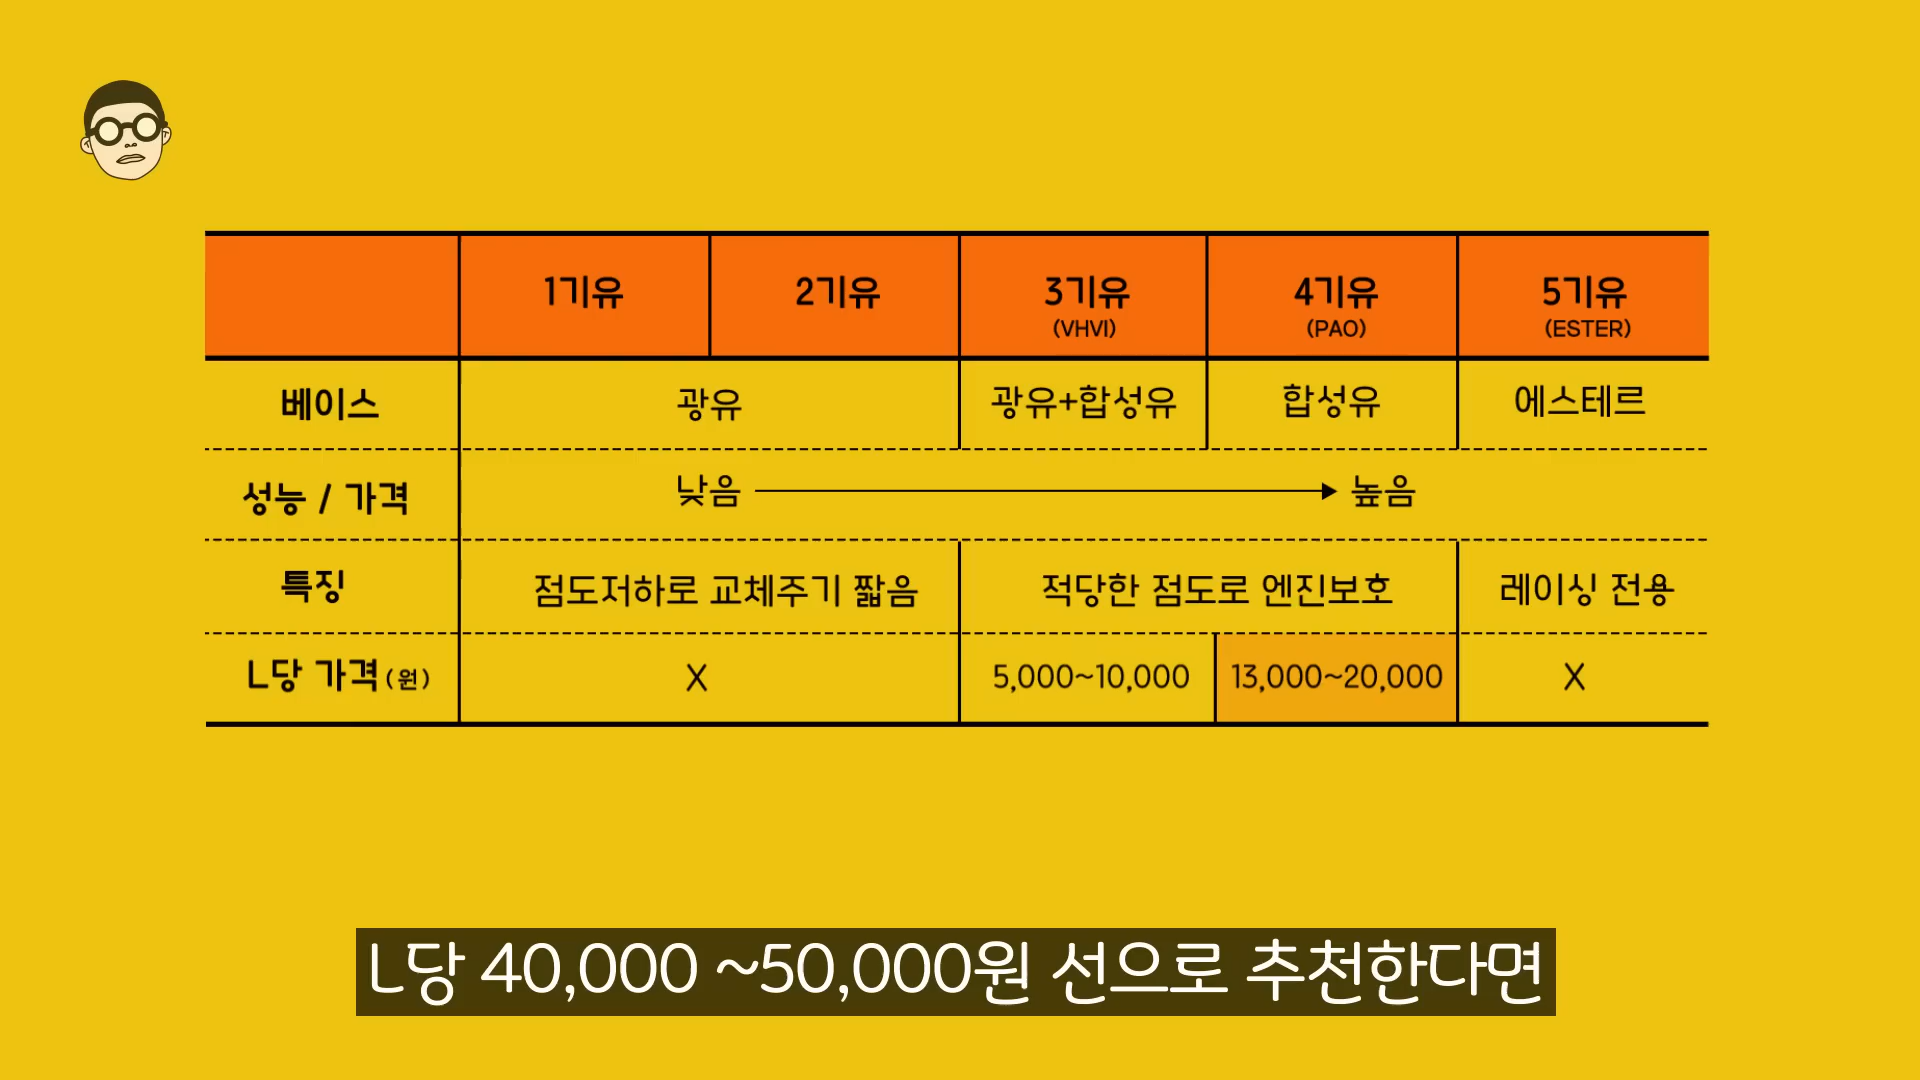 1기유 2기유 3기유 4기유 5기유
(VHVI) (PAO) (ESTER)
베이스 광유 광유+합성유 합성유 에스테르
성능 / 가격 낮음 높음
특징 점도저하로 교체주기 짧음 적당한 점도로 엔진보호 레이싱 전용
L당 가격(원) X 5,000~10,000 13,000~20,000 X
L당 40,000 ~50,000원 선으로 추천한다면